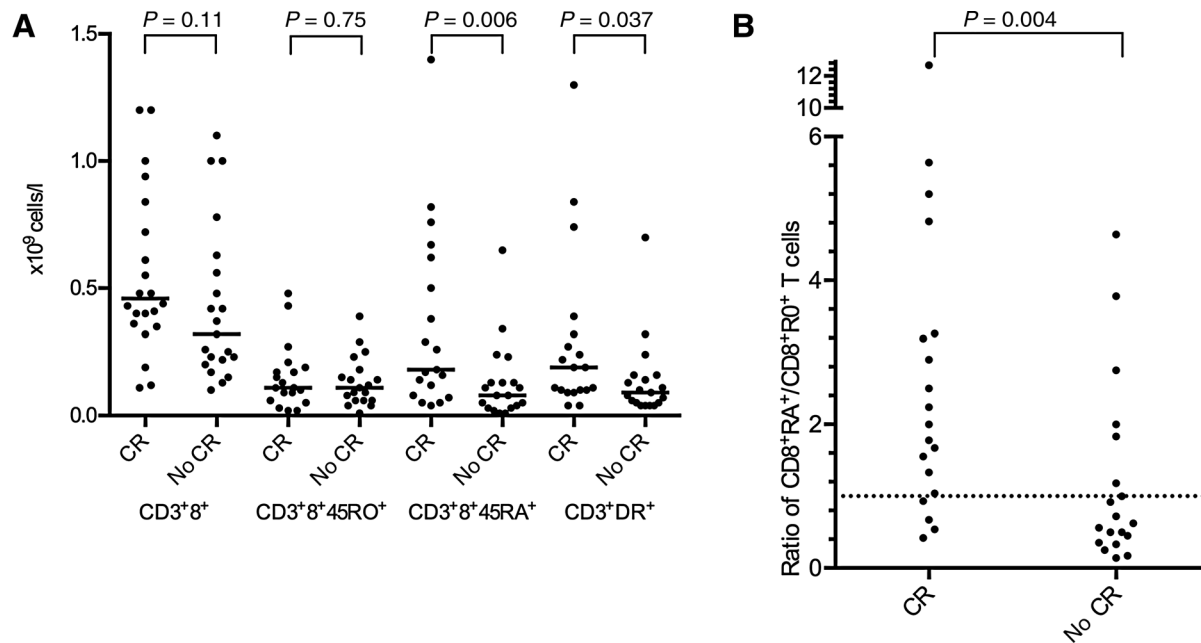 A
P = 0.11 P = 0.75 P = 0.006 P = 0.037
1.5
1.0
0.5
0.0
x10⁹ cells/l
CR No CR CR No CR CR No CR CR No CR
CD3⁺8⁺ CD3⁺8⁺45RO⁺ CD3⁺8⁺45RA⁺ CD3⁺DR⁺
B
P = 0.004
12
10
6
4
2
0
Ratio of CD8⁺RA⁺/CD8⁺R0⁺ T cells
CR No CR